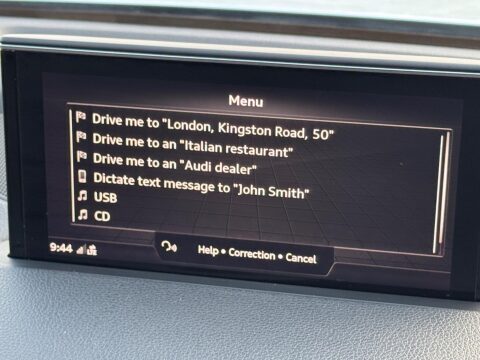 Menu
Drive me to "London, Kingston Road, 50"
Drive me to an "Italian restaurant"
Drive me to an "Audi dealer"
Dictate text message to "John Smith"
USB
CD
9:44 LTE
Help • Correction • Cancel